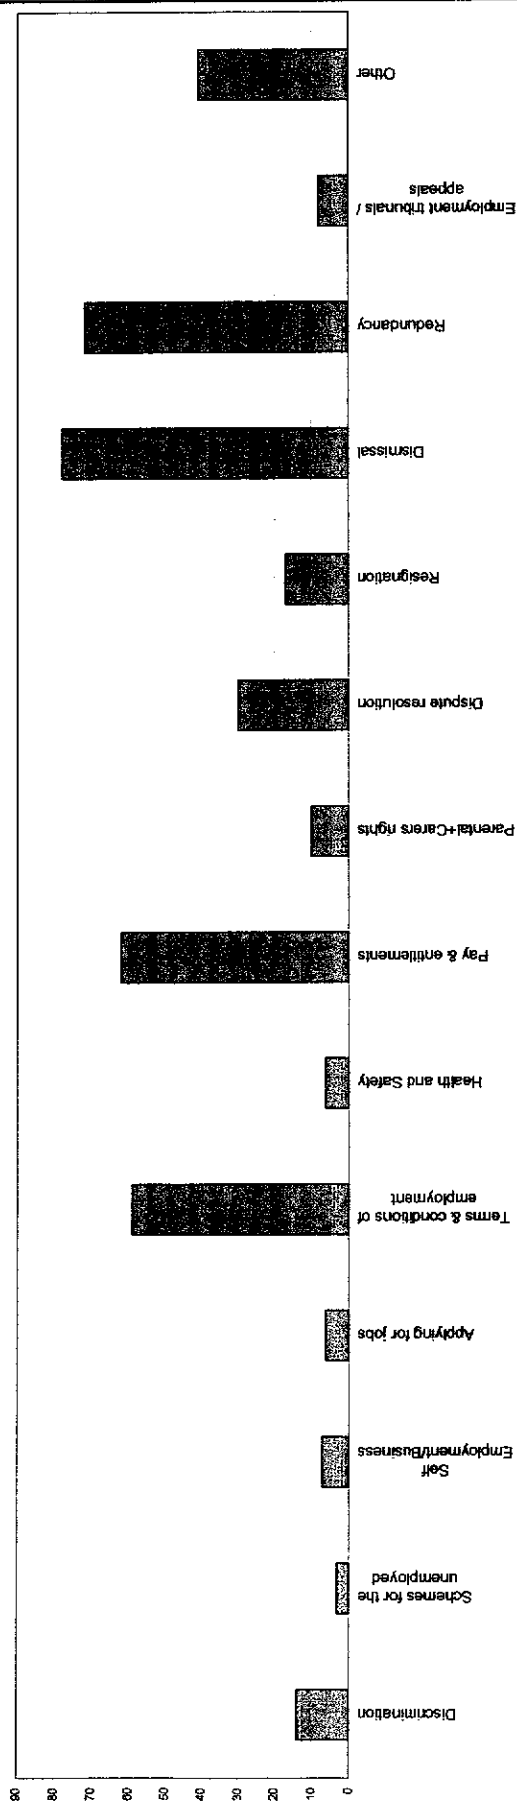 Other
Employment tribunals /
appeals
Redundancy
Dismissal
Resignation
Dispute resolution
Parental+Carers rights
Pay & entitlements
Health and Safety
Terms & conditions of
employment
Applying for jobs
Self
Employment/Business
Schemes for the
unemployed
Discrimination
90
80
70
60
50
40
30
20
10
0